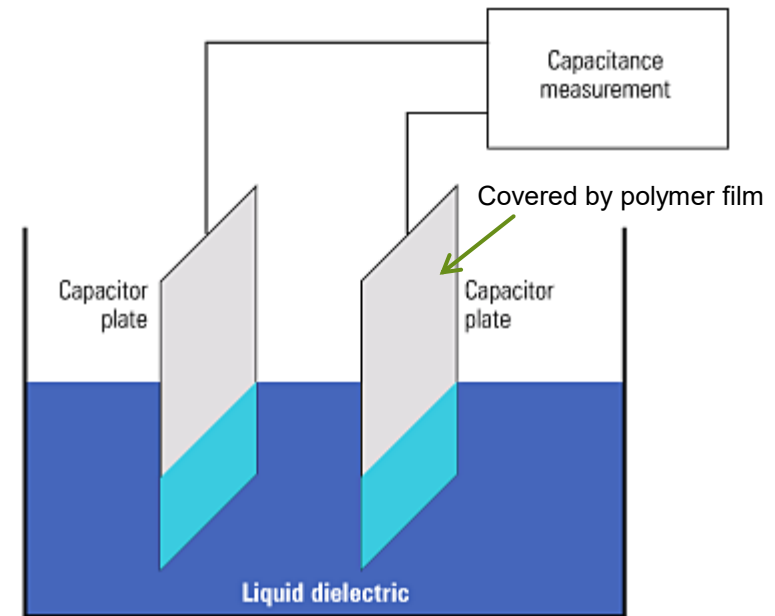 Capacitance
measurement
Covered by polymer film
Capacitor
plate
Capacitor
plate
Liquid dielectric